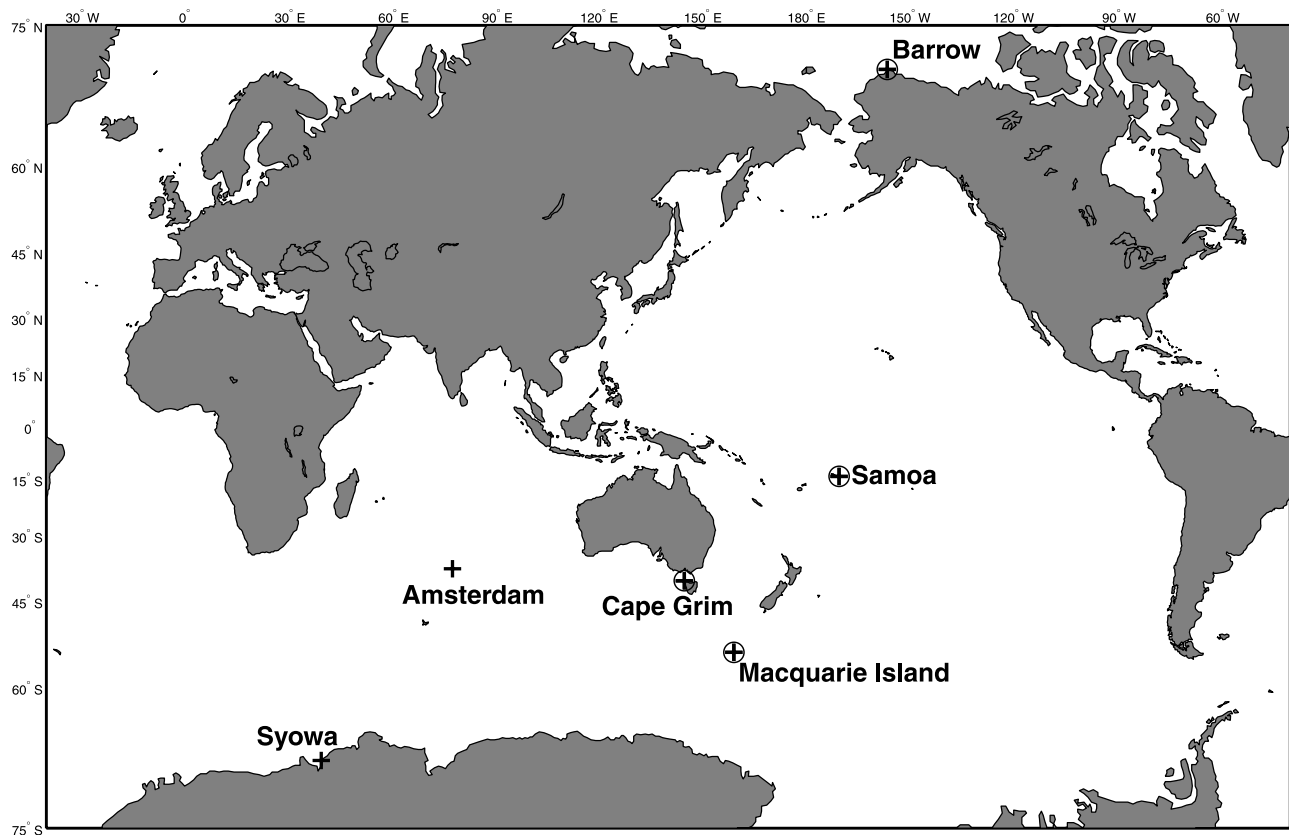 30° W 0° 30° E 60° E 90° E 120° E 150° E 180° E 150° W 120° W 90° W 60° W
75° N
Barrow
60° N
45° N
30° N
15° N
0°
Samoa
15° S
30° S
Amsterdam
Cape Grim
45° S
Macquarie Island
60° S
Syowa
75° S